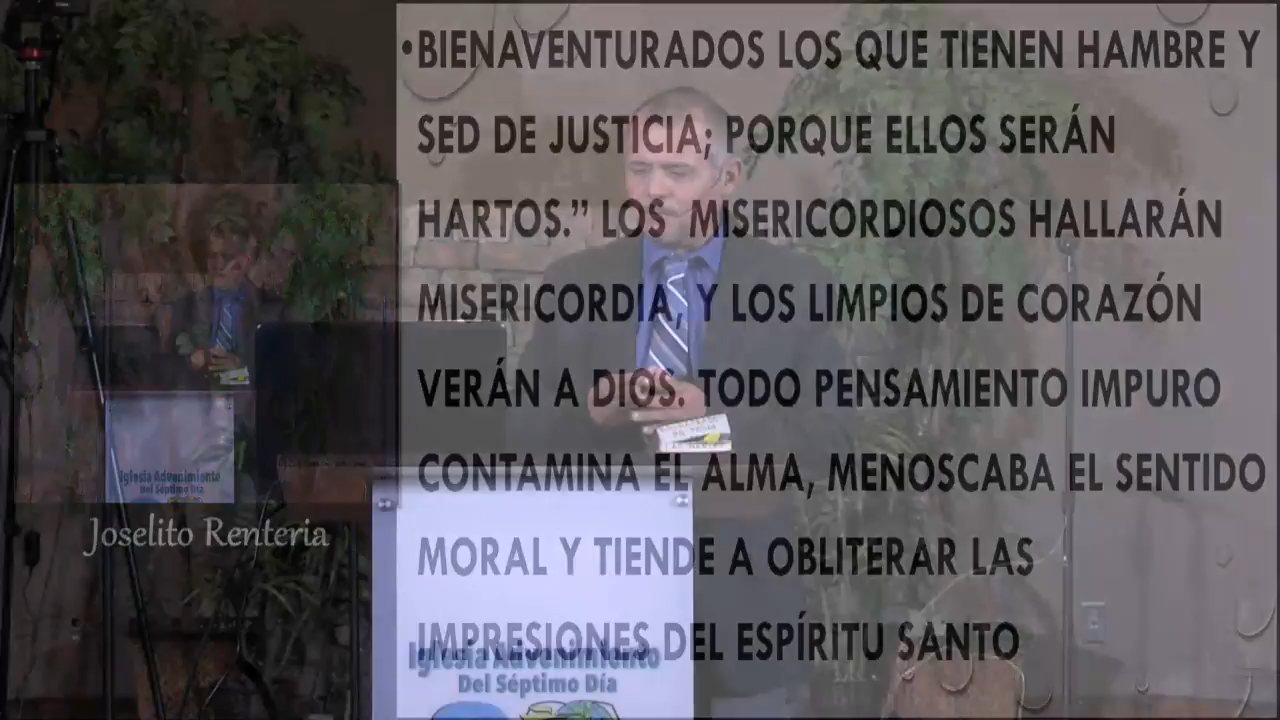 •BIENAVENTURADOS LOS QUE TIENEN HAMBRE Y
SED DE JUSTICIA; PORQUE ELLOS SERÁN
HARTOS.” LOS MISERICORDIOSOS HALLARÁN
MISERICORDIA, Y LOS LIMPIOS DE CORAZÓN
VERÁN A DIOS. TODO PENSAMIENTO IMPURO
CONTAMINA EL ALMA, MENOSCABA EL SENTIDO
MORAL Y TIENDE A OBLITERAR LAS
IMPRESIONES DEL ESPÍRITU SANTO
Iglesia Advenimiento
Del Séptimo Día
Joselito Renteria
Iglesia Advenimiento
Del Séptimo Día